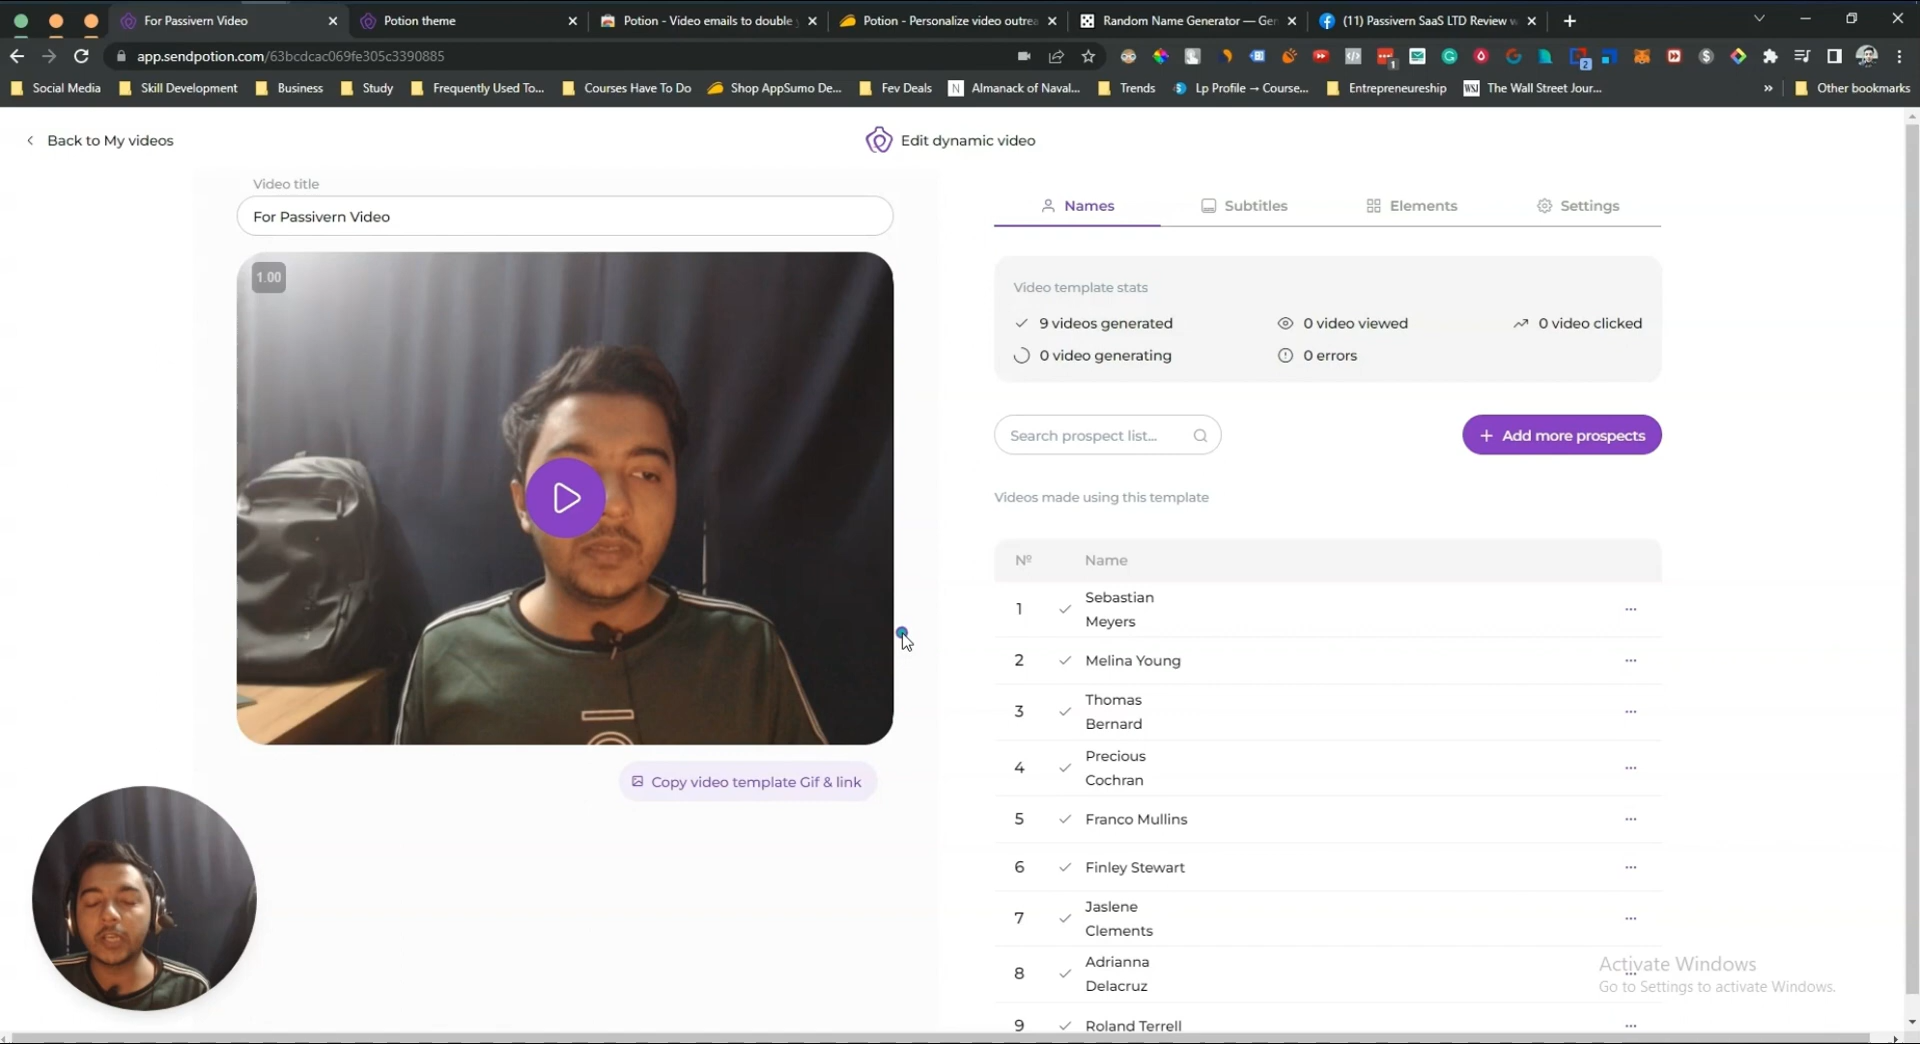 For Passivern Video
Potion theme
Potion - Video emails to double
Potion - Personalize video outrea
Random Name Generator — Gen
(11) Passivern SaaS LTD Review w
app.sendpotion.com/63bcdcac069fe305c3390885
1
2
Social Media
Skill Development
Business
Study
Frequently Used To...
Courses Have To Do
Shop AppSumo De...
Fev Deals
Almanack of Naval...
Trends
Lp Profile → Course...
Entrepreneureship
WSJ The Wall Street Jour...
»
Other bookmarks
Back to My videos
Edit dynamic video
Video title
For Passivern Video
1.00
Copy video template Gif & link
Names
Subtitles
Elements
Settings
Video template stats
9 videos generated
0 video viewed
0 video clicked
0 video generating
0 errors
Search prospect list...
+ Add more prospects
Videos made using this template
Nº Name
1 Sebastian
Meyers
2 Melina Young
3 Thomas
Bernard
4 Precious
Cochran
5 Franco Mullins
6 Finley Stewart
7 Jaslene
Clements
8 Adrianna
Delacruz
9 Roland Terrell
Activate Windows
Go to Settings to activate Windows.